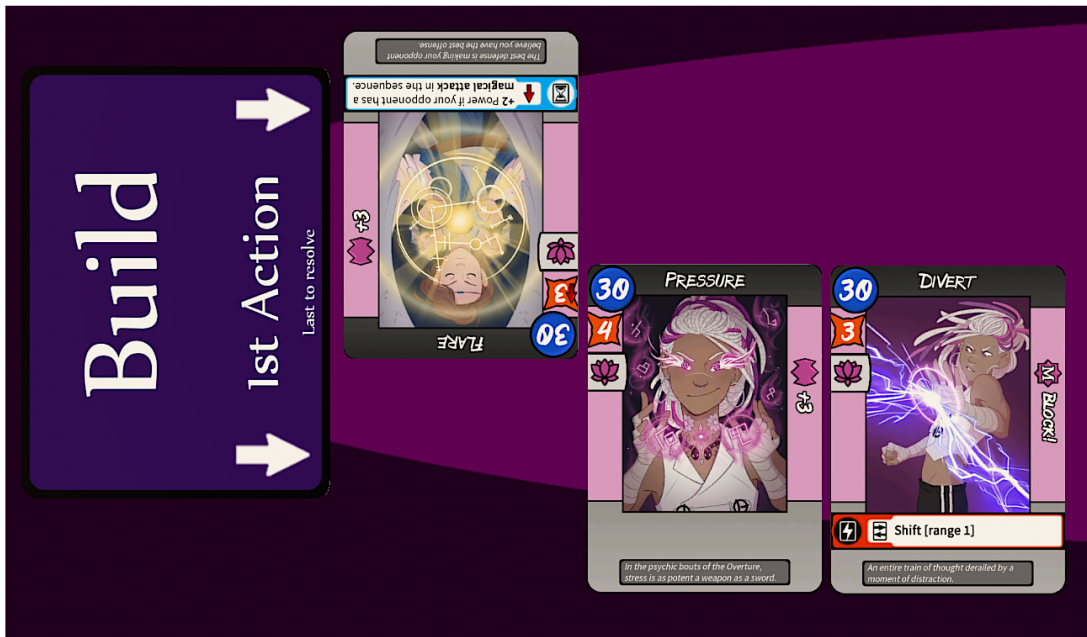 Build
1st Action
Last to resolve
FLARE
30
3
+3
+2 Power if your opponent has a
magical attack in the sequence.
The best defense is making your opponent
believe you have the best offense.
PRESSURE
30
4
+3
In the psychic bouts of the Overture,
stress is as potent a weapon as a sword.
DIVERT
30
3
M BLOCK!
Shift [range 1]
An entire train of thought derailed by a
moment of distraction.